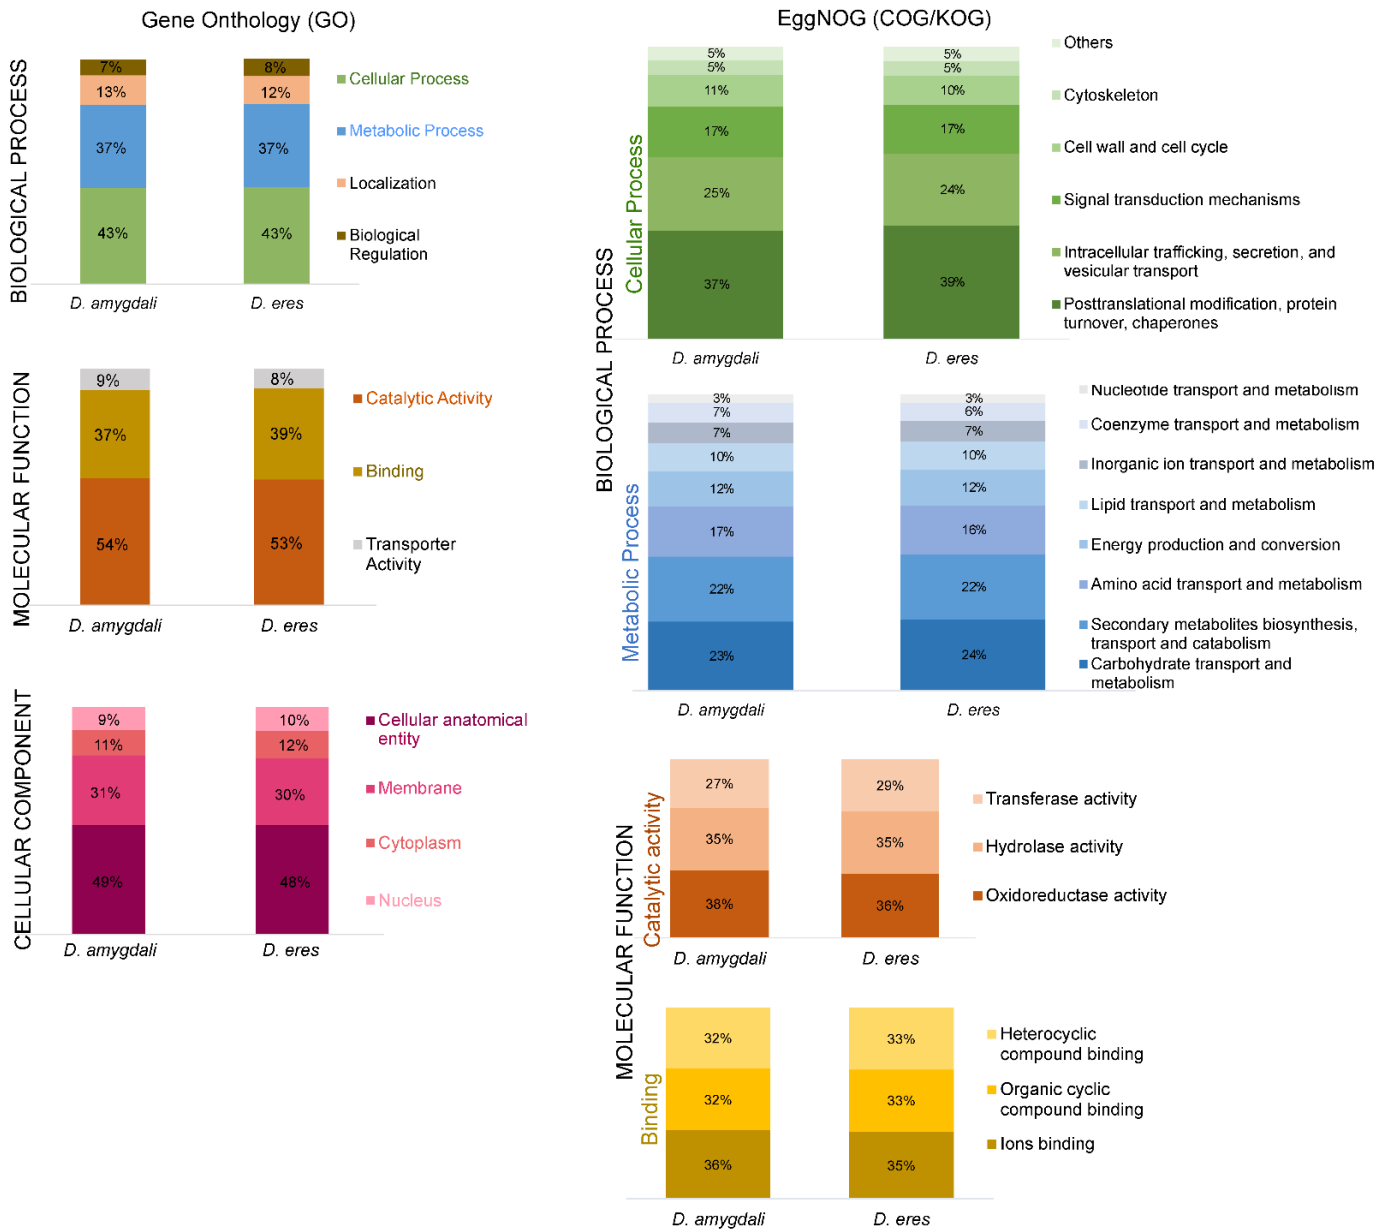 Gene Onthology (GO)
BIOLOGICAL PROCESS
7%
8%
13%
12%
37%
37%
43%
43%
D. amygdali
D. eres
Cellular Process
Metabolic Process
Localization
Biological
Regulation
MOLECULAR FUNCTION
9%
8%
37%
39%
54%
53%
D. amygdali
D. eres
Catalytic Activity
Binding
Transporter
Activity
CELLULAR COMPONENT
9%
10%
11%
12%
31%
30%
49%
48%
D. amygdali
D. eres
Cellular anatomical
entity
Membrane
Cytoplasm
Nucleus
EggNOG (COG/KOG)
BIOLOGICAL PROCESS
Cellular Process
5%
5%
5%
5%
11%
10%
17%
17%
25%
24%
37%
39%
D. amygdali
D. eres
Others
Cytoskeleton
Cell wall and cell cycle
Signal transduction mechanisms
Intracellular trafficking, secretion, and
vesicular transport
Posttranslational modification, protein
turnover, chaperones
Metabolic Process
3%
3%
7%
6%
7%
7%
10%
10%
12%
12%
17%
16%
22%
22%
23%
24%
D. amygdali
D. eres
Nucleotide transport and metabolism
Coenzyme transport and metabolism
Inorganic ion transport and metabolism
Lipid transport and metabolism
Energy production and conversion
Amino acid transport and metabolism
Secondary metabolites biosynthesis,
transport and catabolism
Carbohydrate transport and
metabolism
MOLECULAR FUNCTION
Catalytic activity
27%
29%
35%
35%
38%
36%
D. amygdali
D. eres
Transferase activity
Hydrolase activity
Oxidoreductase activity
Binding
32%
33%
32%
33%
36%
35%
D. amygdali
D. eres
Heterocyclic
compound binding
Organic cyclic
compound binding
Ions binding